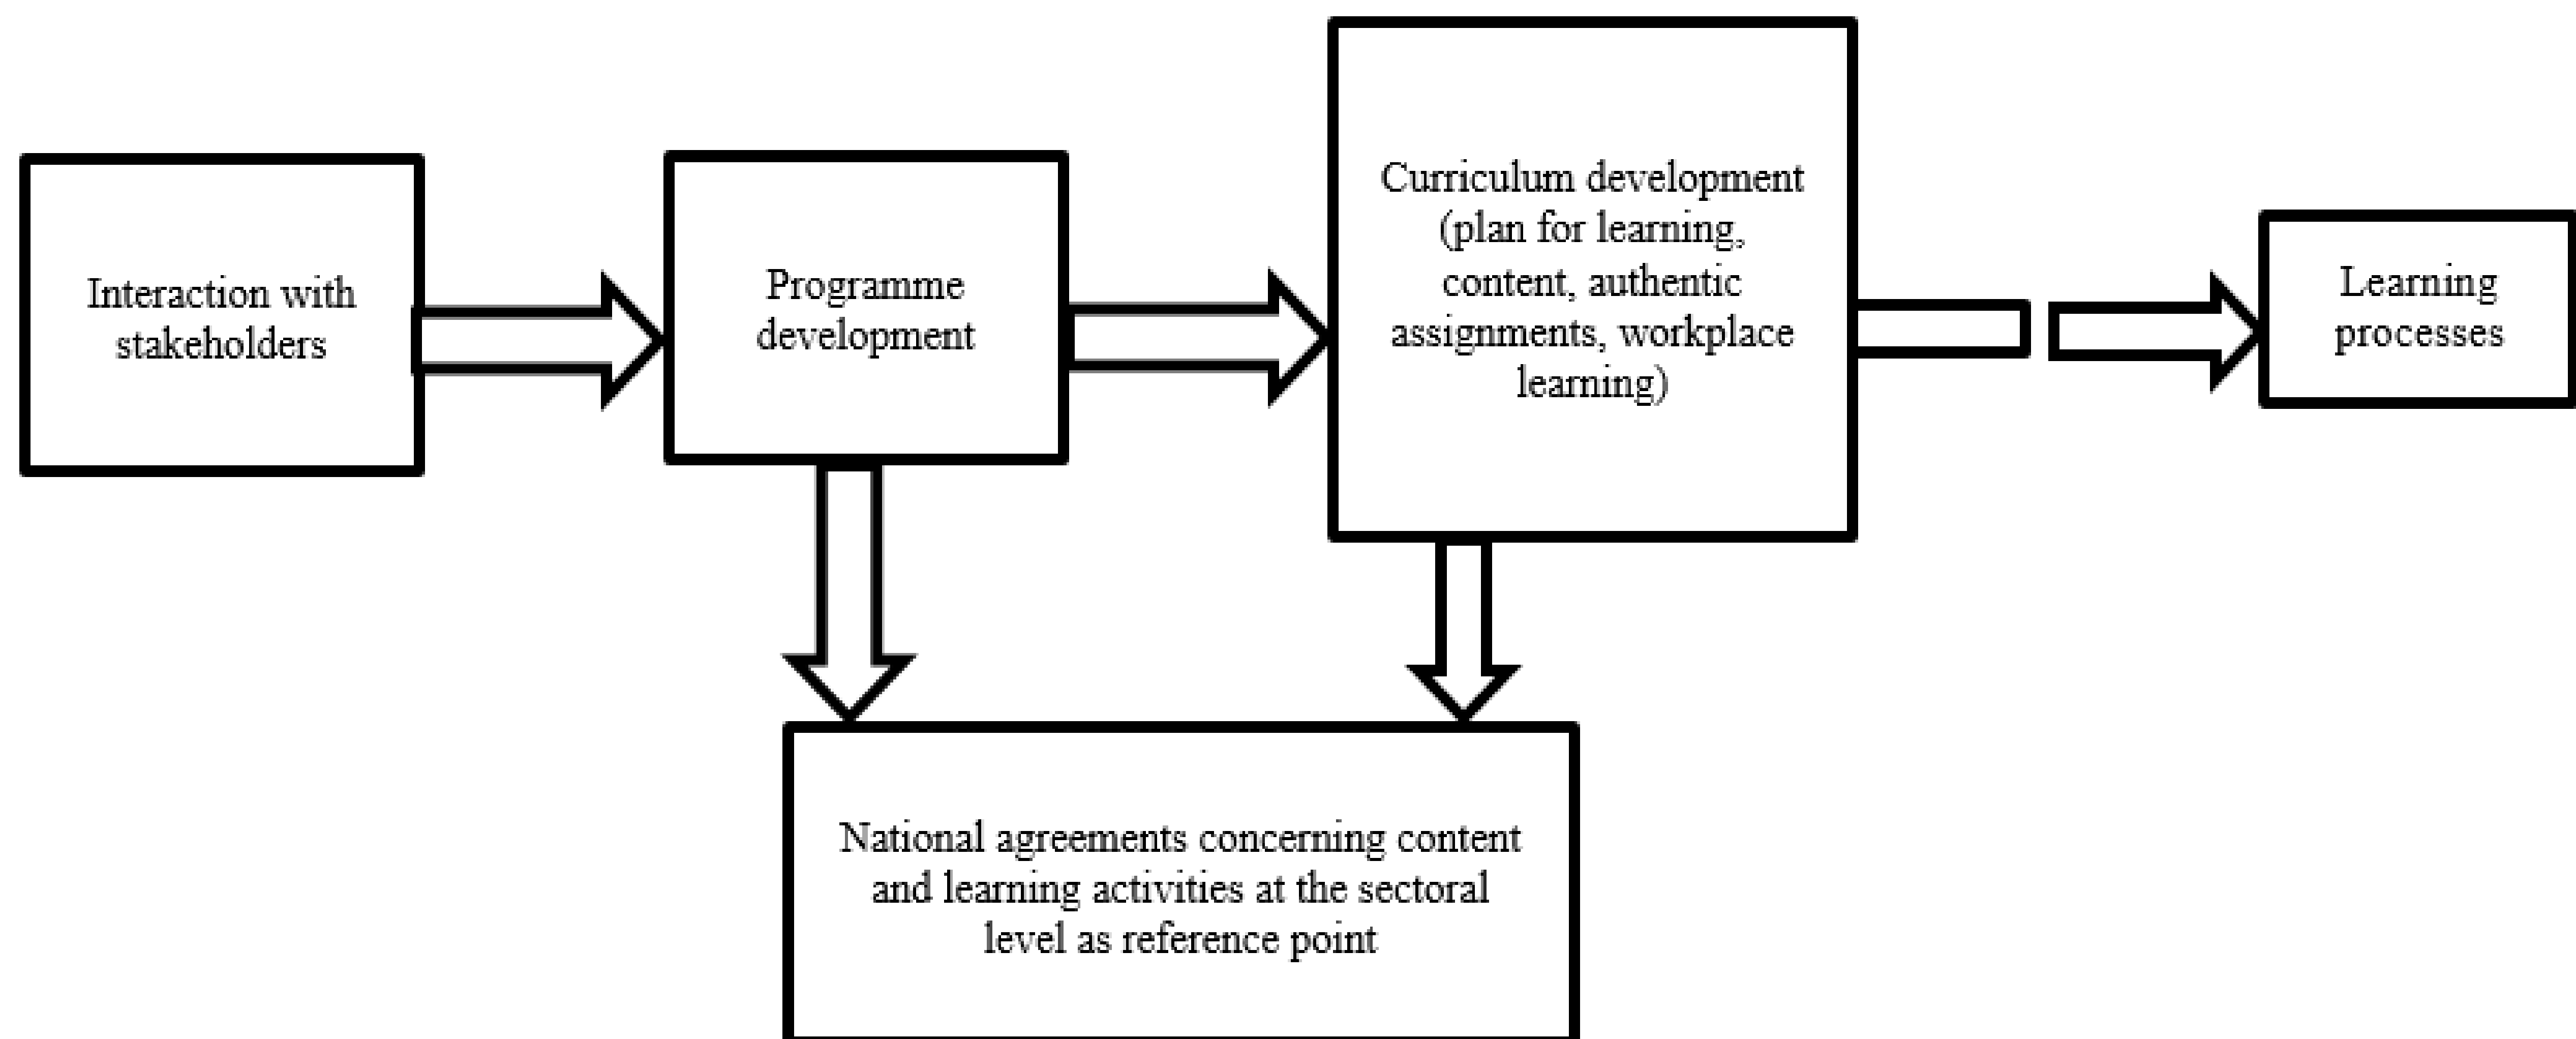 Interaction with
stakeholders
Programme
development
Curriculum development
(plan for learning,
content, authentic
assignments, workplace
learning)
Learning
processes
National agreements concerning content
and learning activities at the sectoral
level as reference point